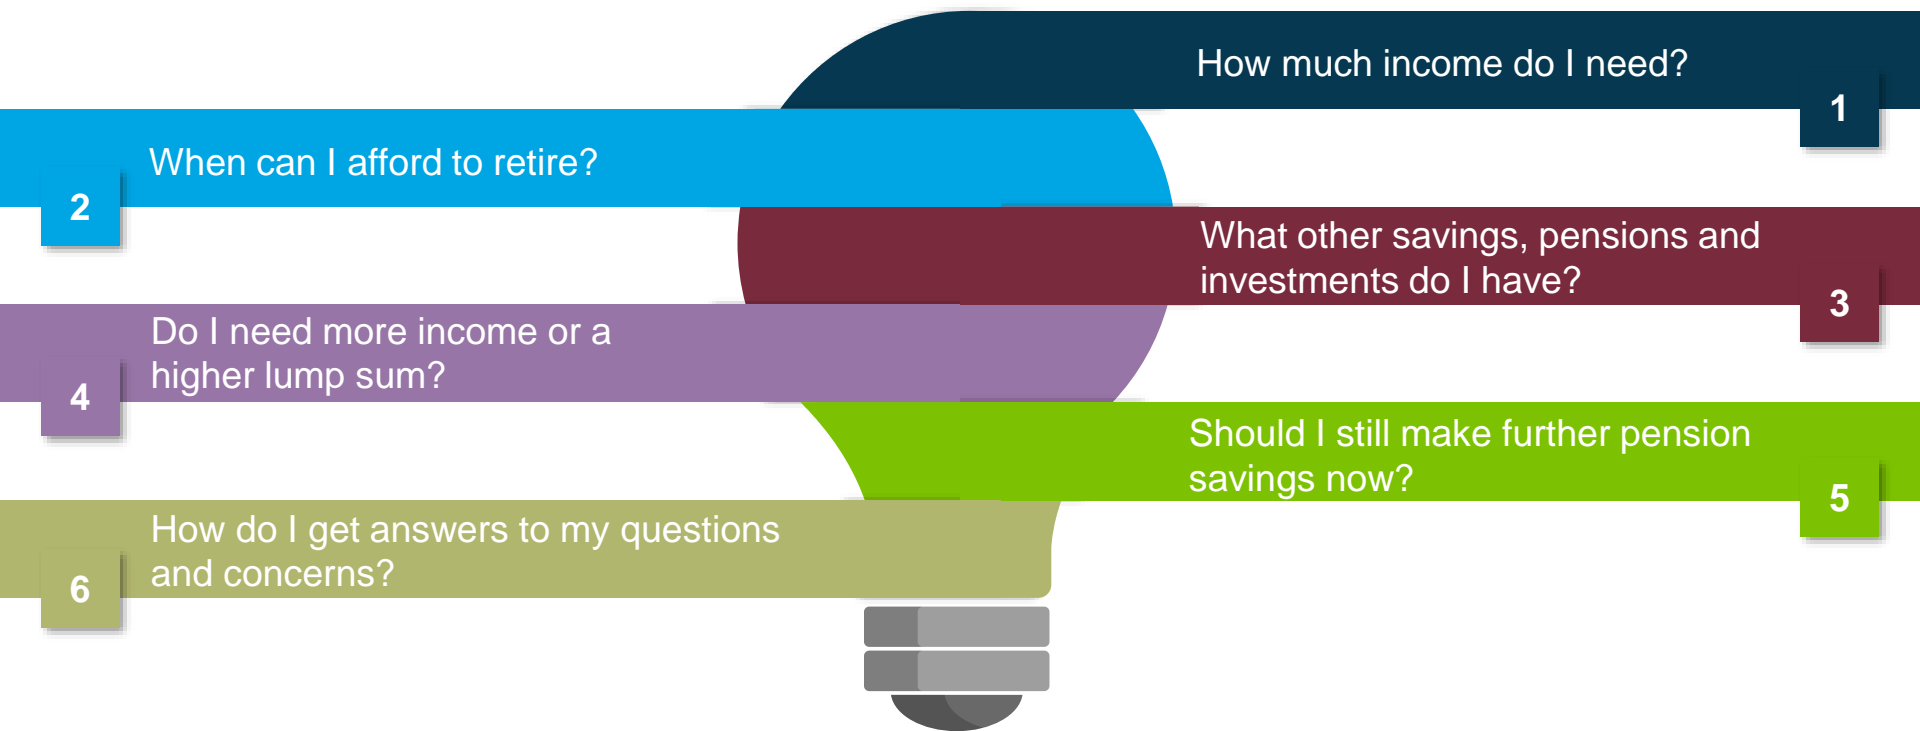 How much income do I need?
1
When can I afford to retire?
2
What other savings, pensions and
investments do I have?
3
Do I need more income or a
higher lump sum?
4
Should I still make further pension
savings now?
5
How do I get answers to my questions
and concerns?
6